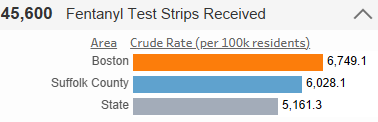 45,600 Fentanyl Test Strips Received
Area Crude Rate (per 100k residents)
Boston 6,749.1
Suffolk County 6,028.1
State 5,161.3